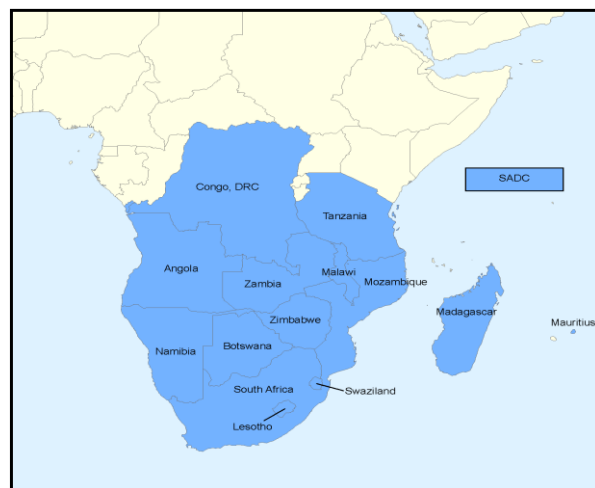 Congo, DRC
SADC
Tanzania
Angola
Malawi
Zambia
Mozambique
Madagascar
Zimbabwe
Mauritius
Namibia
Botswana
South Africa
Swaziland
Lesotho